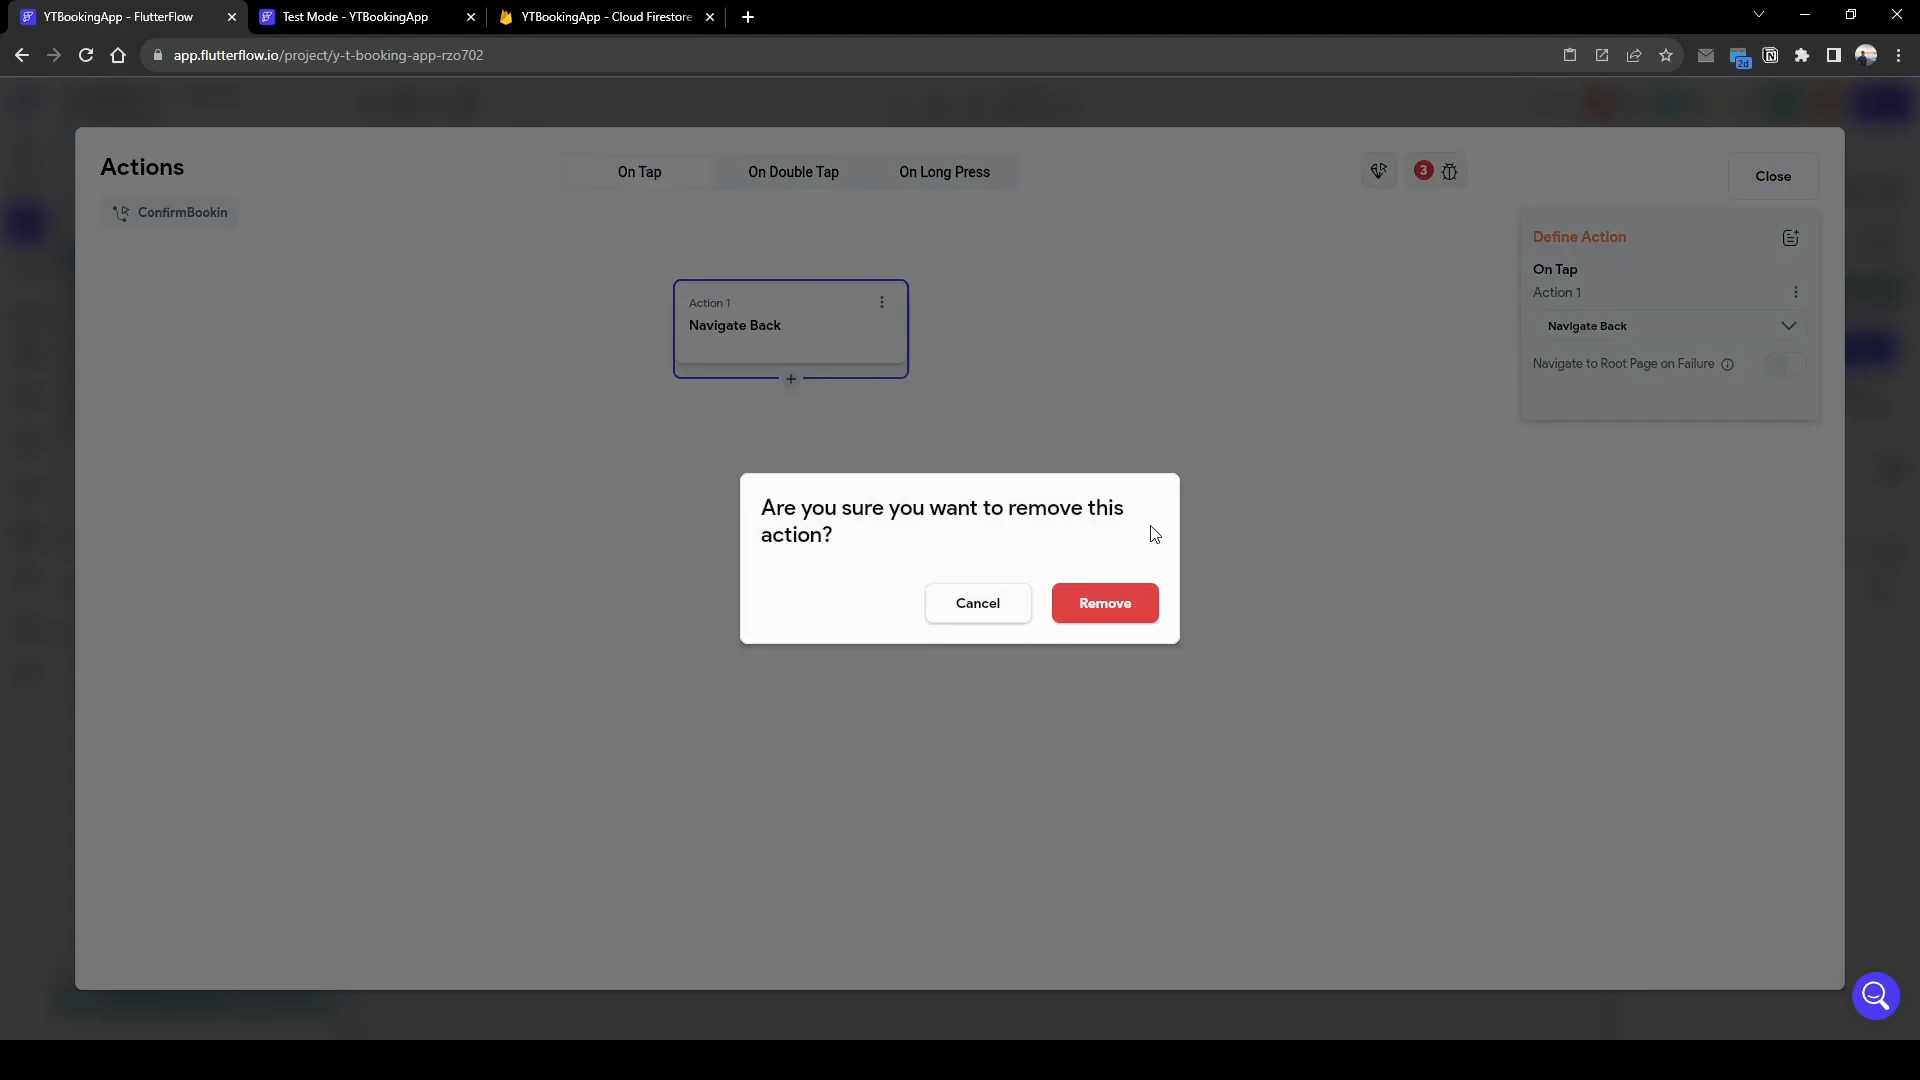 YTBookingApp - FlutterFlow
Test Mode - YTBookingApp
YTBookingApp - Cloud Firestore
app.flutterflow.io/project/y-t-booking-app-rzo702
2d
Actions
On Tap
On Double Tap
On Long Press
3
Close
ConfirmBookin
Define Action
On Tap
Action 1
Navigate Back
Navigate to Root Page on Failure
Action 1
Navigate Back
Are you sure you want to remove this
action?
Cancel
Remove